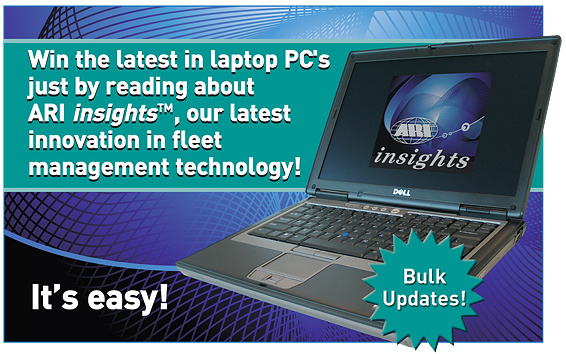 Win the latest in laptop PC's
just by reading about
ARI insights™, our latest
innovation in fleet
management technology!
ARI
insights
DELL
Bulk
Updates!
It's easy!